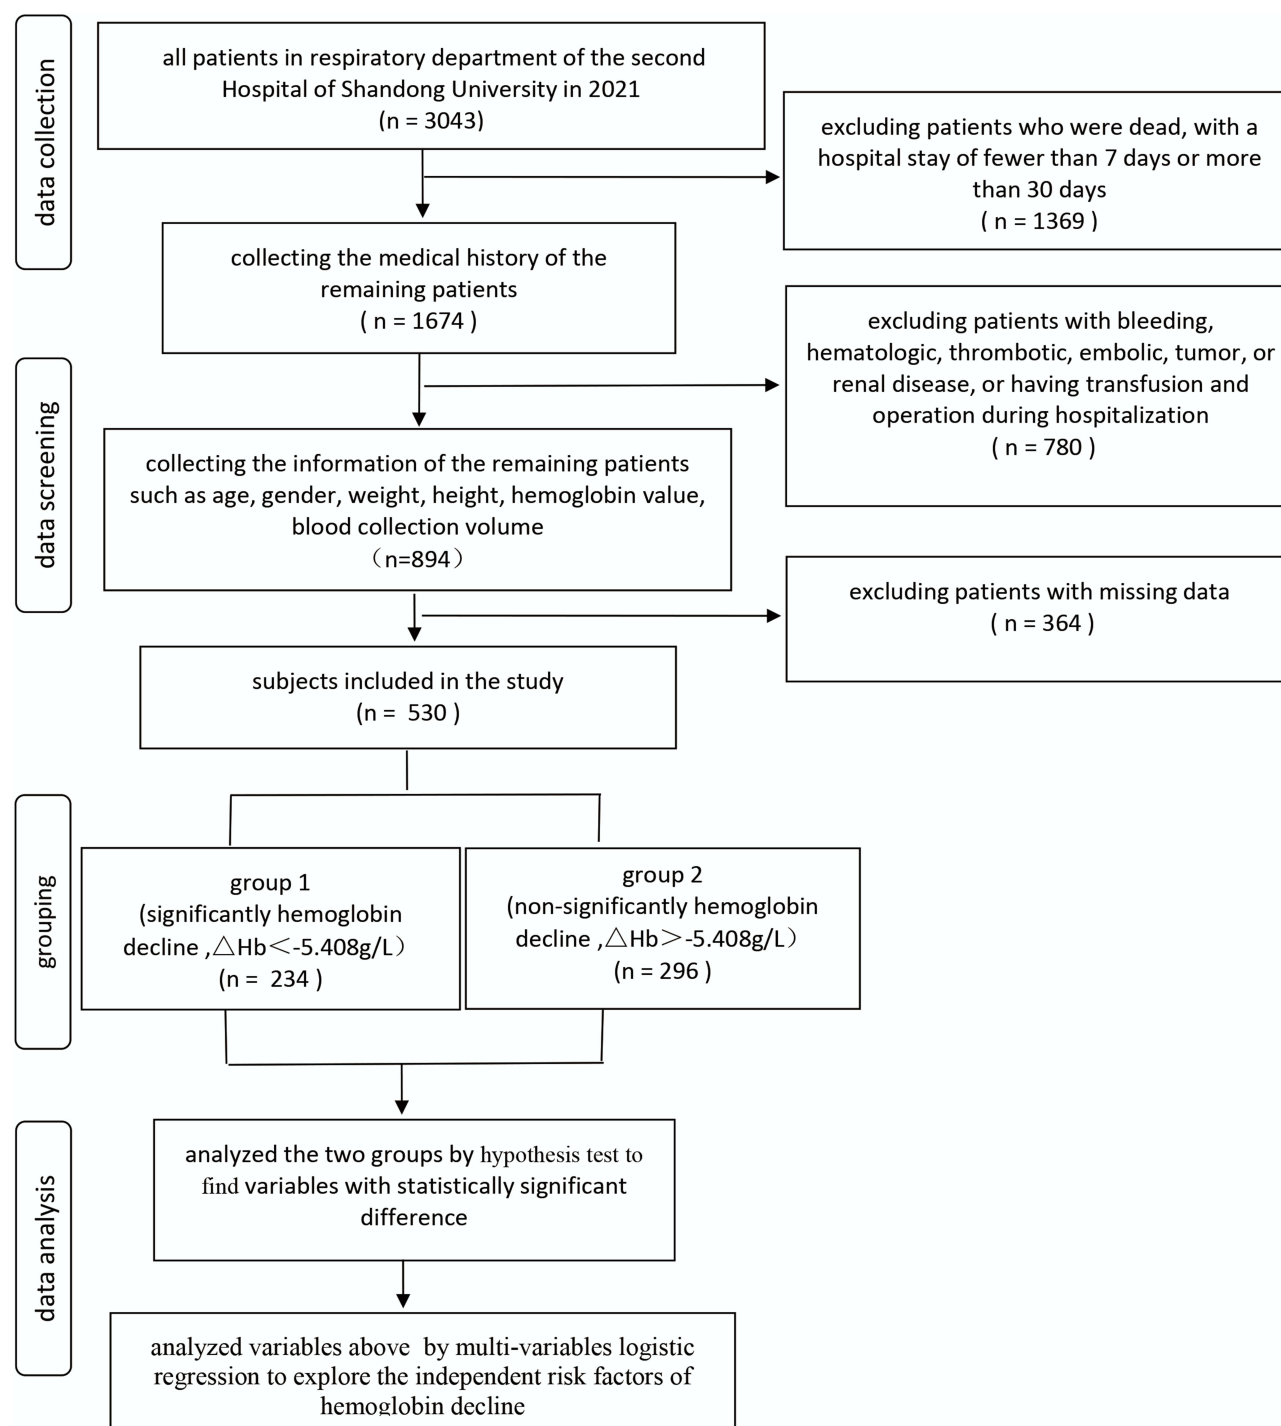 data collection
all patients in respiratory department of the second
Hospital of Shandong University in 2021
(n = 3043)
excluding patients who were dead, with a
hospital stay of fewer than 7 days or more
than 30 days
( n = 1369 )
collecting the medical history of the
remaining patients
( n = 1674 )
excluding patients with bleeding,
hematologic, thrombotic, embolic, tumor, or
renal disease, or having transfusion and
operation during hospitalization
( n = 780 )
data screening
collecting the information of the remaining patients
such as age, gender, weight, height, hemoglobin value,
blood collection volume
（n=894）
excluding patients with missing data
( n = 364 )
subjects included in the study
(n =  530 )
grouping
group 1
(significantly hemoglobin
decline ,△Hb＜-5.408g/L）
(n =  234 )
group 2
(non-significantly hemoglobin
decline ,△Hb＞-5.408g/L）
(n = 296 )
data analysis
analyzed the two groups by hypothesis test to
find variables with statistically significant
difference
analyzed variables above  by multi-variables logistic
regression to explore the independent risk factors of
hemoglobin decline